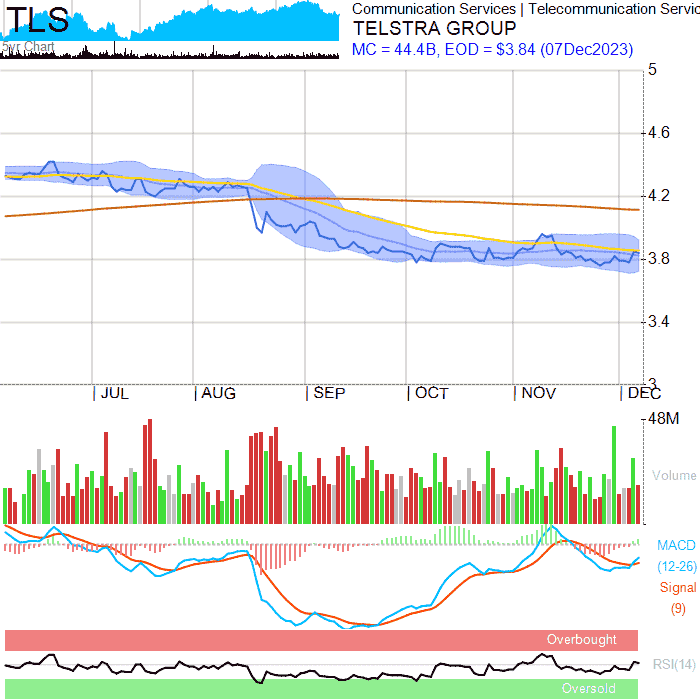 TLS
5yr Chart
Communication Services | Telecommunication Servic
TELSTRA GROUP
MC = 44.4B, EOD = $3.84 (07Dec2023)
5
4.6
4.2
3.8
3.4
3
JUL AUG SEP OCT NOV DEC
48M
Volume
MACD
(12-26)
Signal
(9)
Overbought
RSI(14)
Oversold